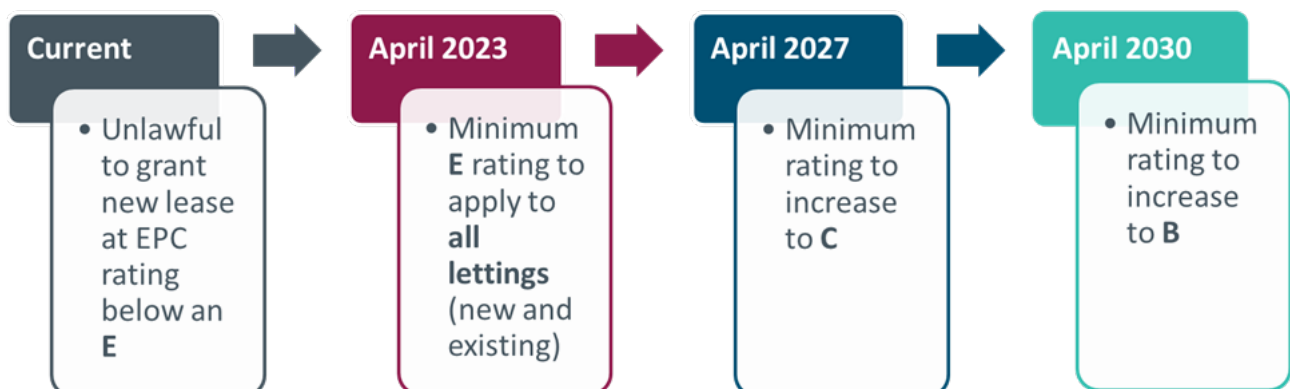 Current
• Unlawful
to grant
new lease
at EPC
rating
below an
E
April 2023
• Minimum
E rating to
apply to
all
lettings
(new and
existing)
April 2027
• Minimum
rating to
increase
to C
April 2030
• Minimum
rating to
increase
to B